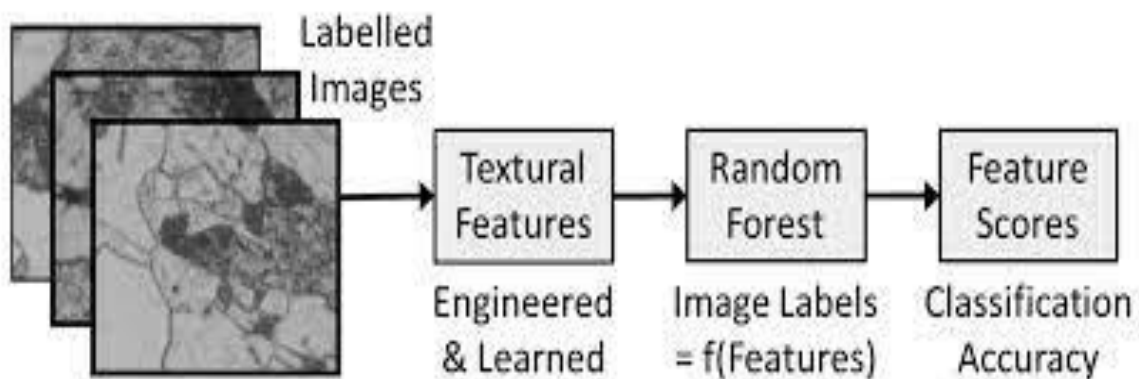 Labelled
Images
Textural
Features
Random
Forest
Feature
Scores
Engineered
& Learned
Image Labels
= f(Features)
Classification
Accuracy